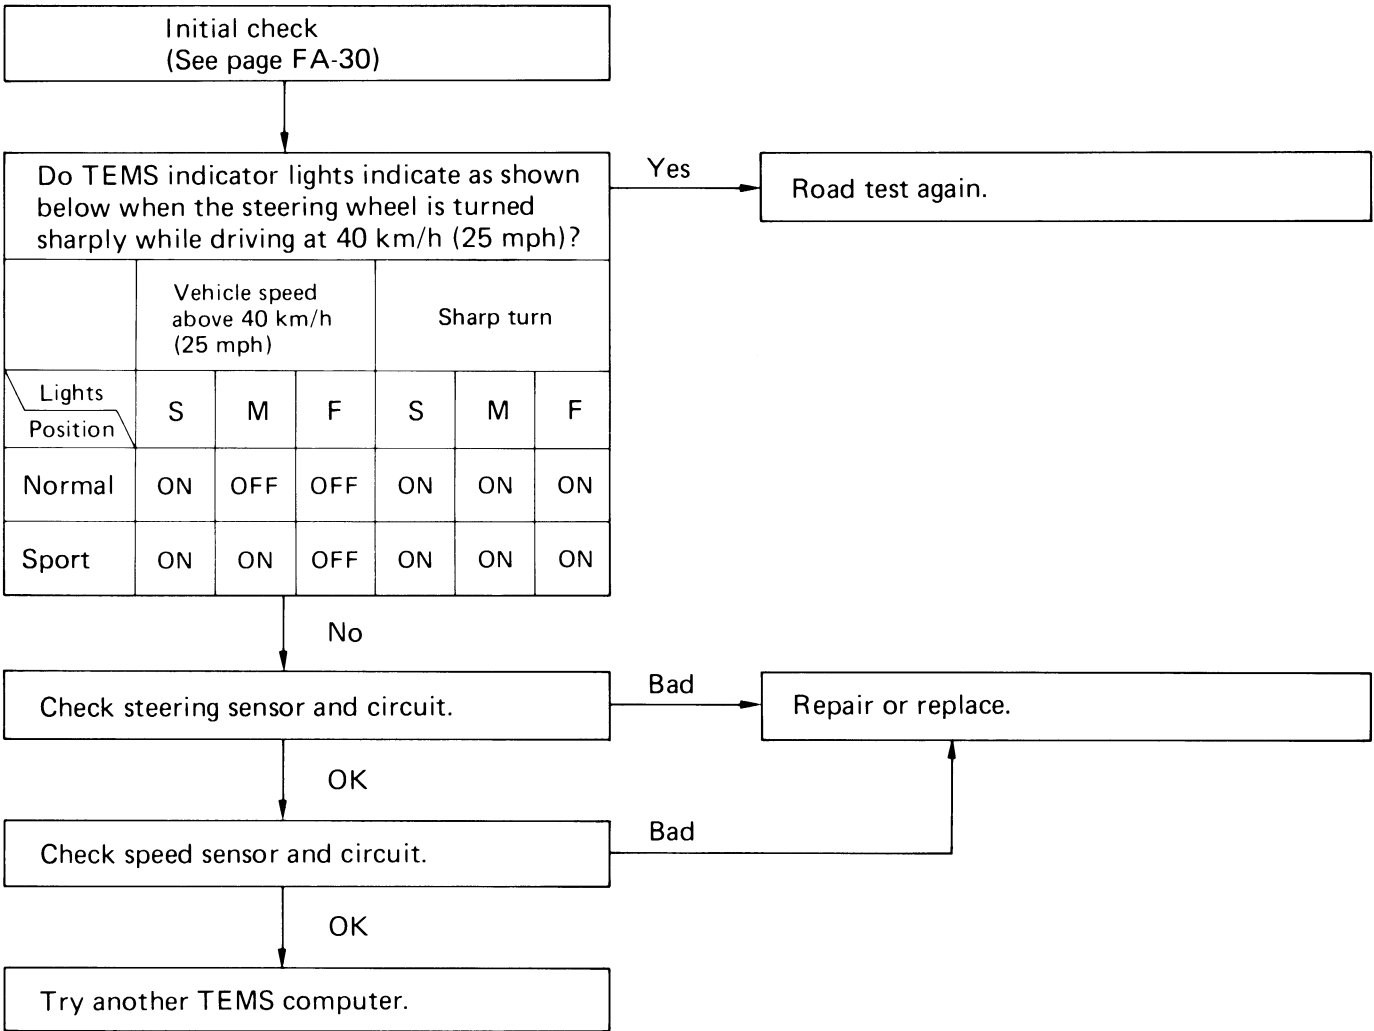 Initial check
(See page FA-30)
Do TEMS indicator lights indicate as shown
below when the steering wheel is turned
sharply while driving at 40 km/h (25 mph)?
Yes
Road test again.
Vehicle speed
above 40 km/h
(25 mph)
Sharp turn
Lights
Position
S M F S M F
Normal ON OFF OFF ON ON ON
Sport ON ON OFF ON ON ON
No
Check steering sensor and circuit.
Bad
Repair or replace.
OK
Check speed sensor and circuit.
Bad
OK
Try another TEMS computer.